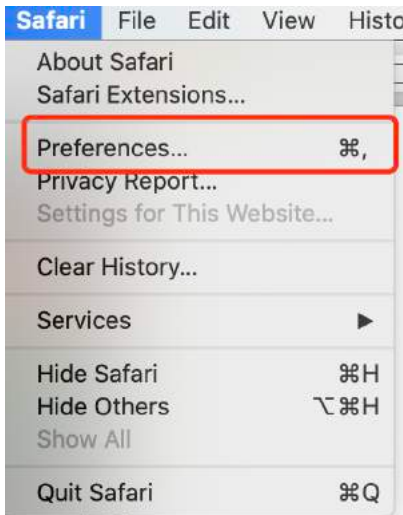 Safari File Edit View Histo
About Safari
Safari Extensions...
Preferences... ⌘,
Privacy Report...
Settings for This Website...
Clear History...
Services ▶
Hide Safari ⌘H
Hide Others ⌥⌘H
Show All
Quit Safari ⌘Q